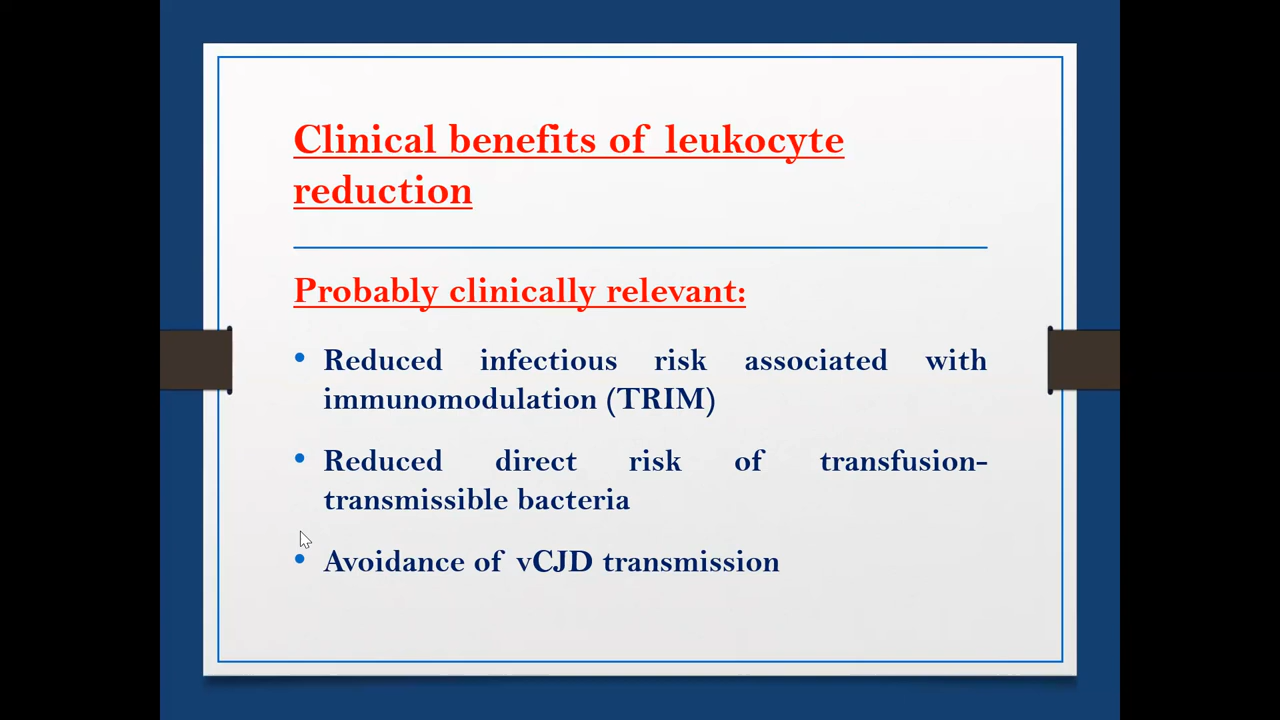 Clinical benefits of leukocyte
reduction
Probably clinically relevant:
• Reduced infectious risk associated with
immunomodulation (TRIM)
• Reduced direct risk of transfusion-
transmissible bacteria
• Avoidance of vCJD transmission